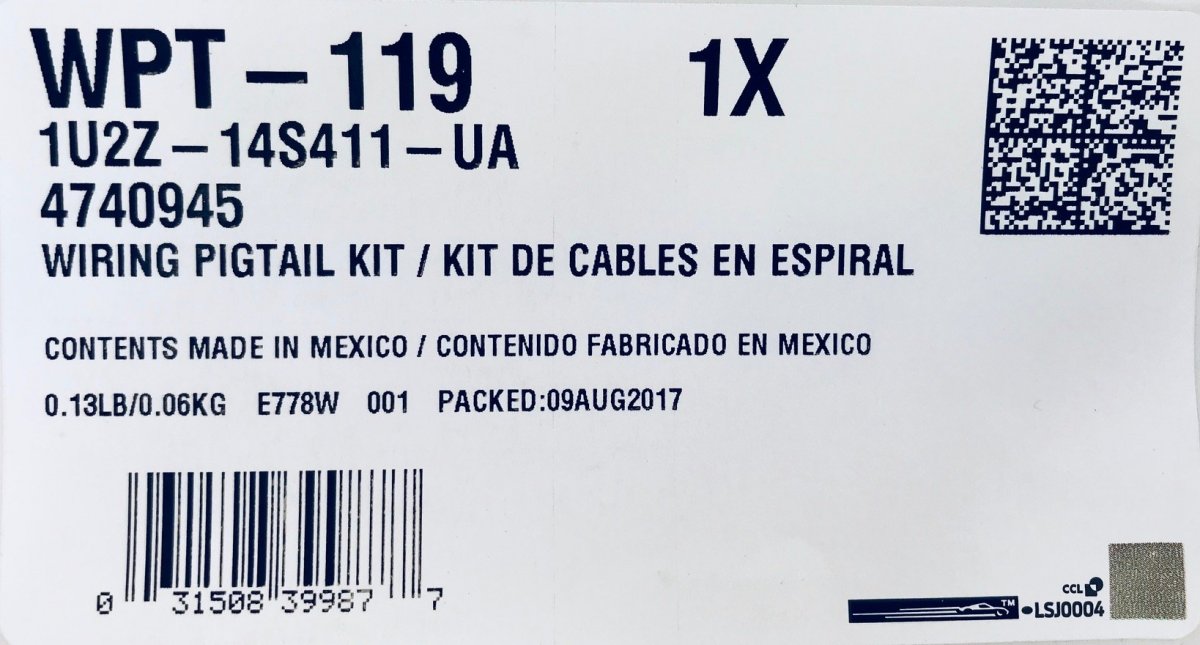 WPT-119 1X
1U2Z-14S411-UA
4740945
WIRING PIGTAIL KIT / KIT DE CABLES EN ESPIRAL
CONTENTS MADE IN MEXICO / CONTENIDO FABRICADO EN MEXICO
0.13LB/0.06KG E778W 001 PACKED:09AUG2017
0 31508 39987 7
CCL
TM •LSJ0004